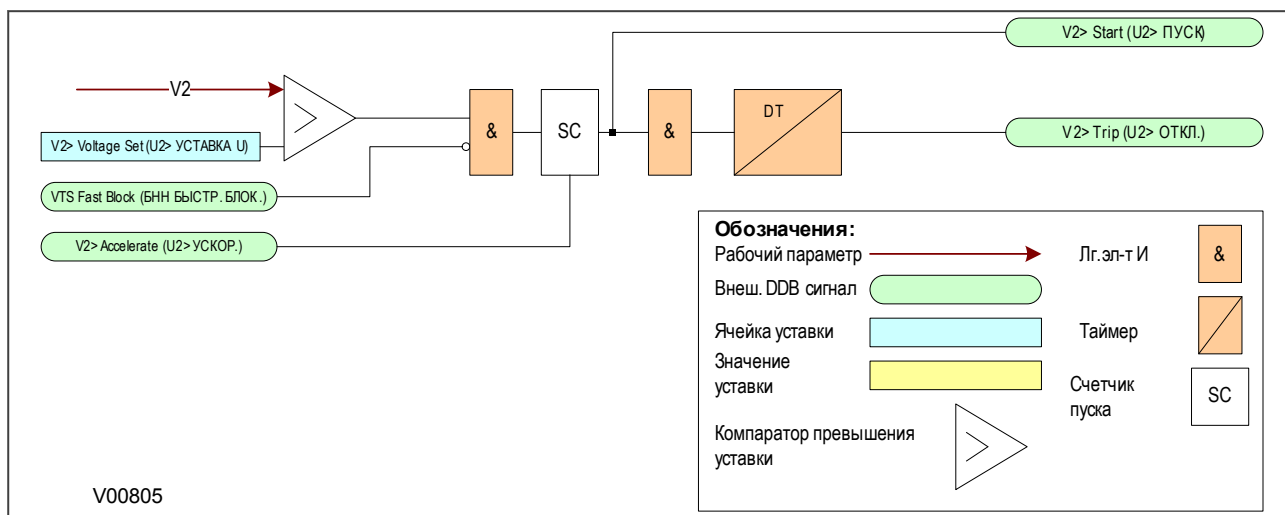 V2> Start (U2> ПУСК)
V2
&
SC
&
DT
V2> Trip (U2> ОТКЛ.)
V2> Voltage Set (U2> УСТАВКА U)
VTS Fast Block (БНН БЫСТР. БЛОК.)
V2> Accelerate (U2> УСКОР.)
Обозначения:
Рабочий параметр
Лг.эл-т И
&
Внеш. DDB сигнал
Ячейка уставки
Таймер
Значение
уставки
Счетчик
пуска
SC
Компаратор превышения
уставки
V00805